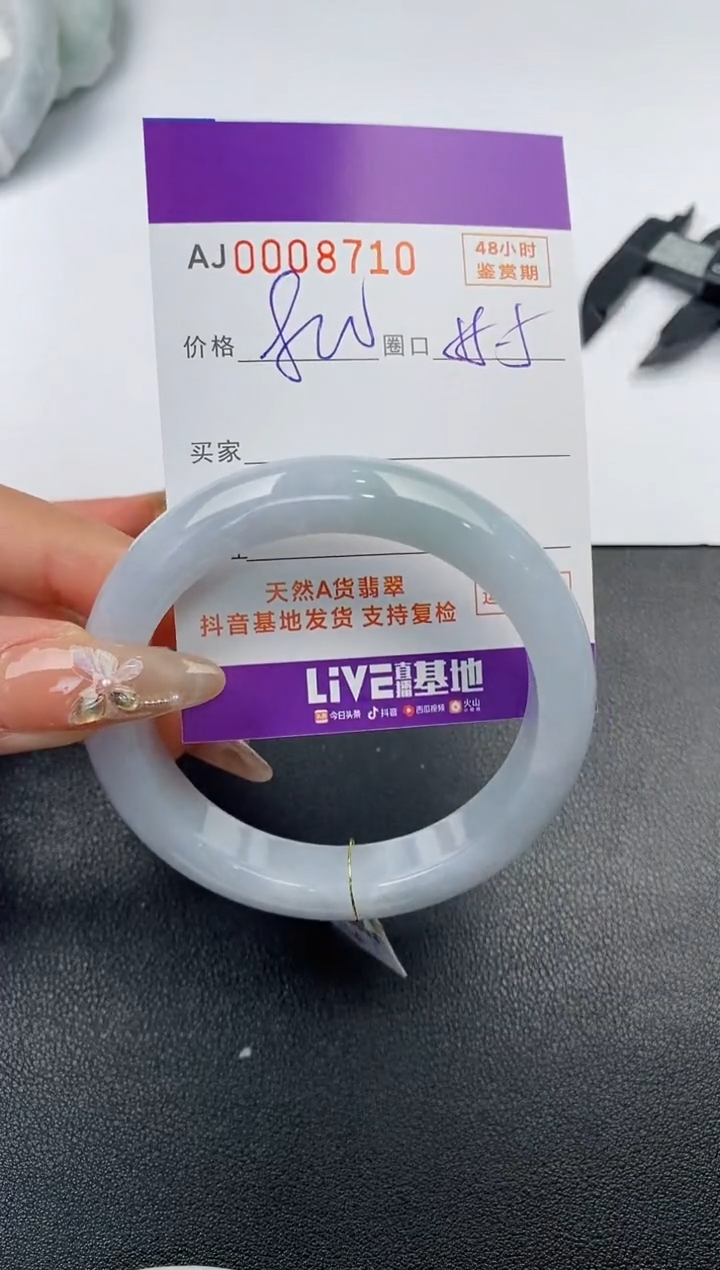 AJ0008710
48小时
鉴赏期
价格
圈口
买家
天然A货翡翠
抖音基地发货 支持复检
LiVE直播基地
今日头条 抖音 西瓜视频 火山